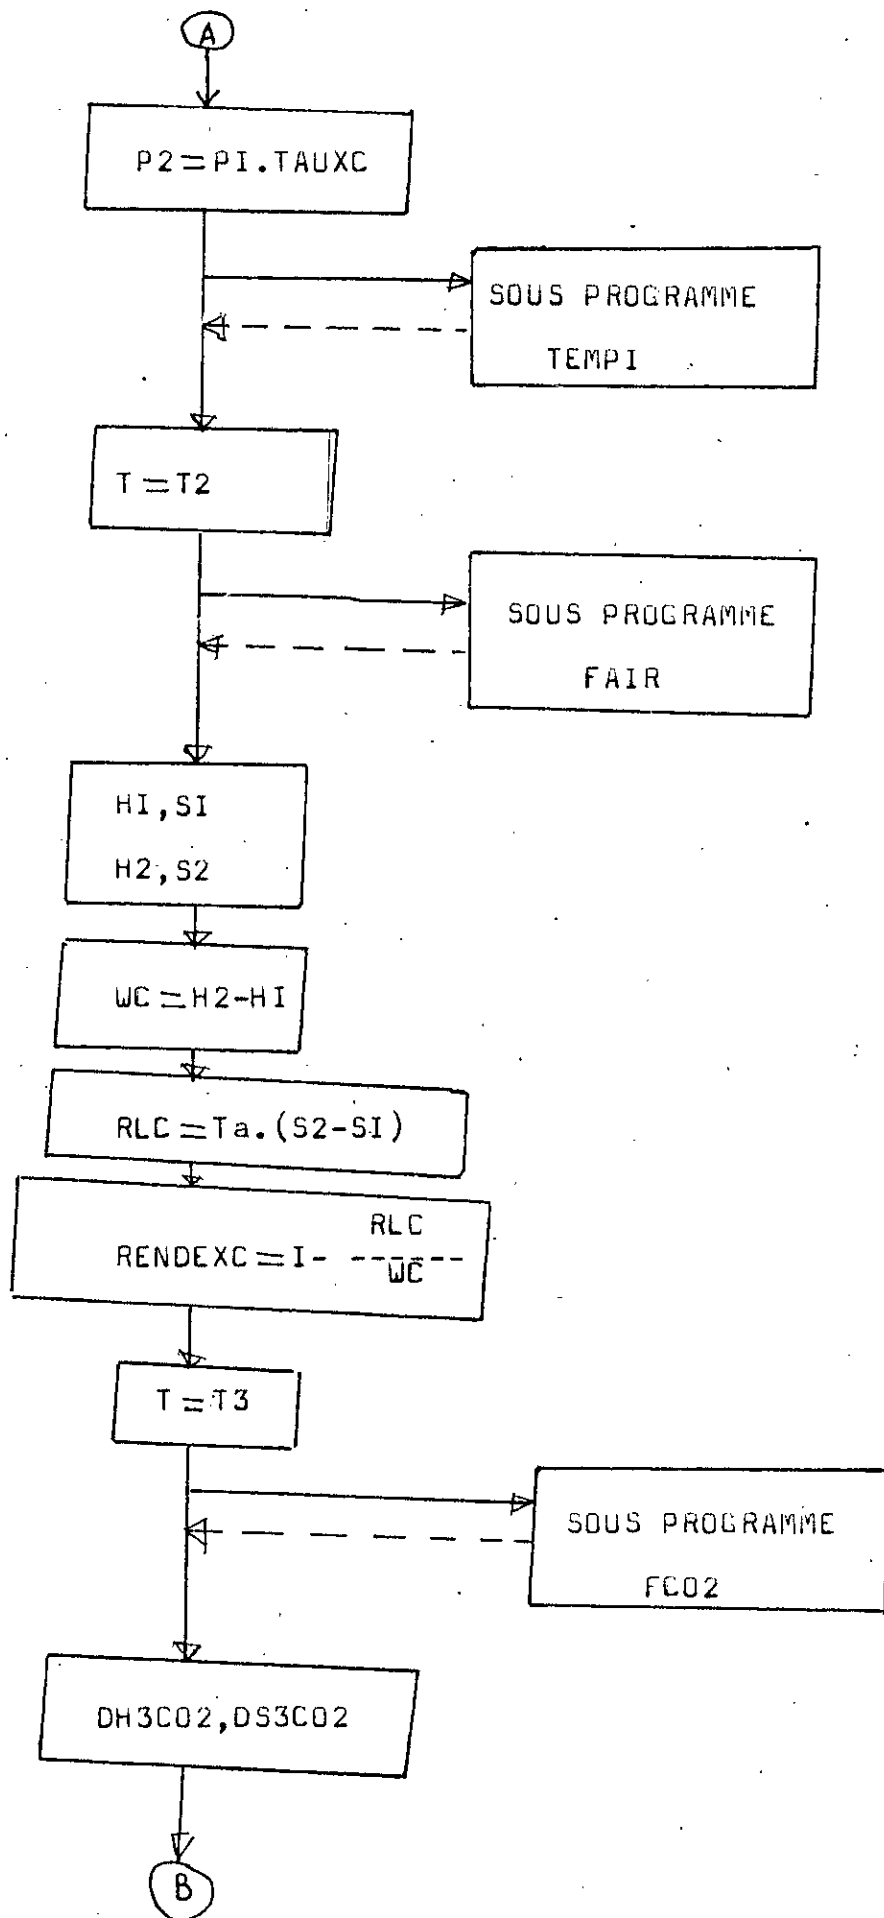 A
P2=PI.TAUXC
SOUS PROGRAMME
TEMPI
T=T2
SOUS PROGRAMME
FAIR
HI,SI
H2,S2
WC=H2-HI
RLC=Ta.(S2-SI)
RLC
RENDEXC=I- -------
WC
T=T3
SOUS PROGRAMME
FCO2
DH3CO2,DS3CO2
B